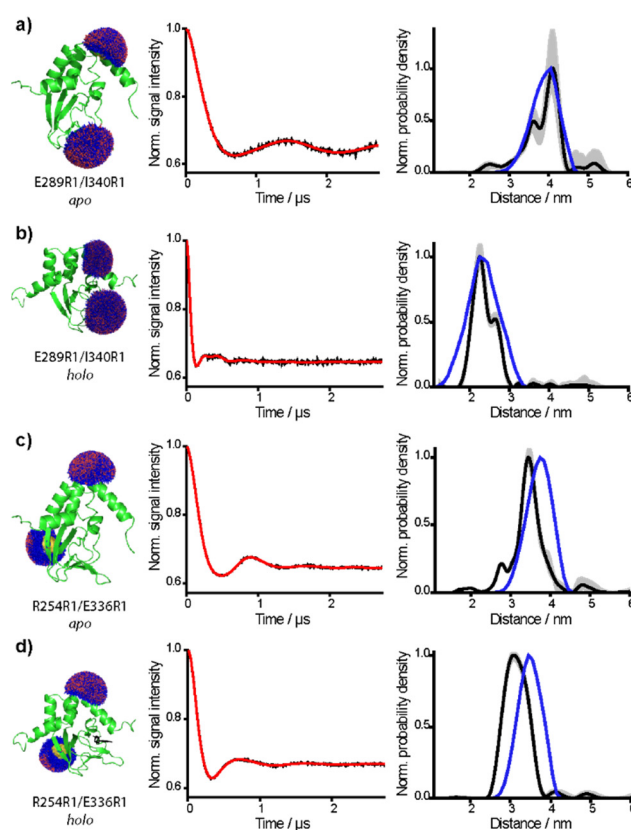 a)
E289R1/I340R1
apo
Norm. signal intensity
1.0
0.8
0.6
0
1
2
Time / µs
Norm. probability density
1.0
0.5
0.0
2
3
4
5
6
Distance / nm
b)
E289R1/I340R1
holo
Norm. signal intensity
1.0
0.9
0.8
0.7
0.6
0
1
2
Time / µs
Norm. probability density
1.0
0.5
0.0
2
3
4
5
6
Distance / nm
c)
R254R1/E336R1
apo
Norm. signal intensity
1.0
0.8
0.6
0
1
2
Time / µs
Norm. probability density
1.0
0.5
0.0
2
3
4
5
6
Distance / nm
d)
R254R1/E336R1
holo
Norm. signal intensity
1.0
0.8
0.6
0
1
2
Time / µs
Norm. probability density
1.0
0.5
0.0
2
3
4
5
6
Distance / nm